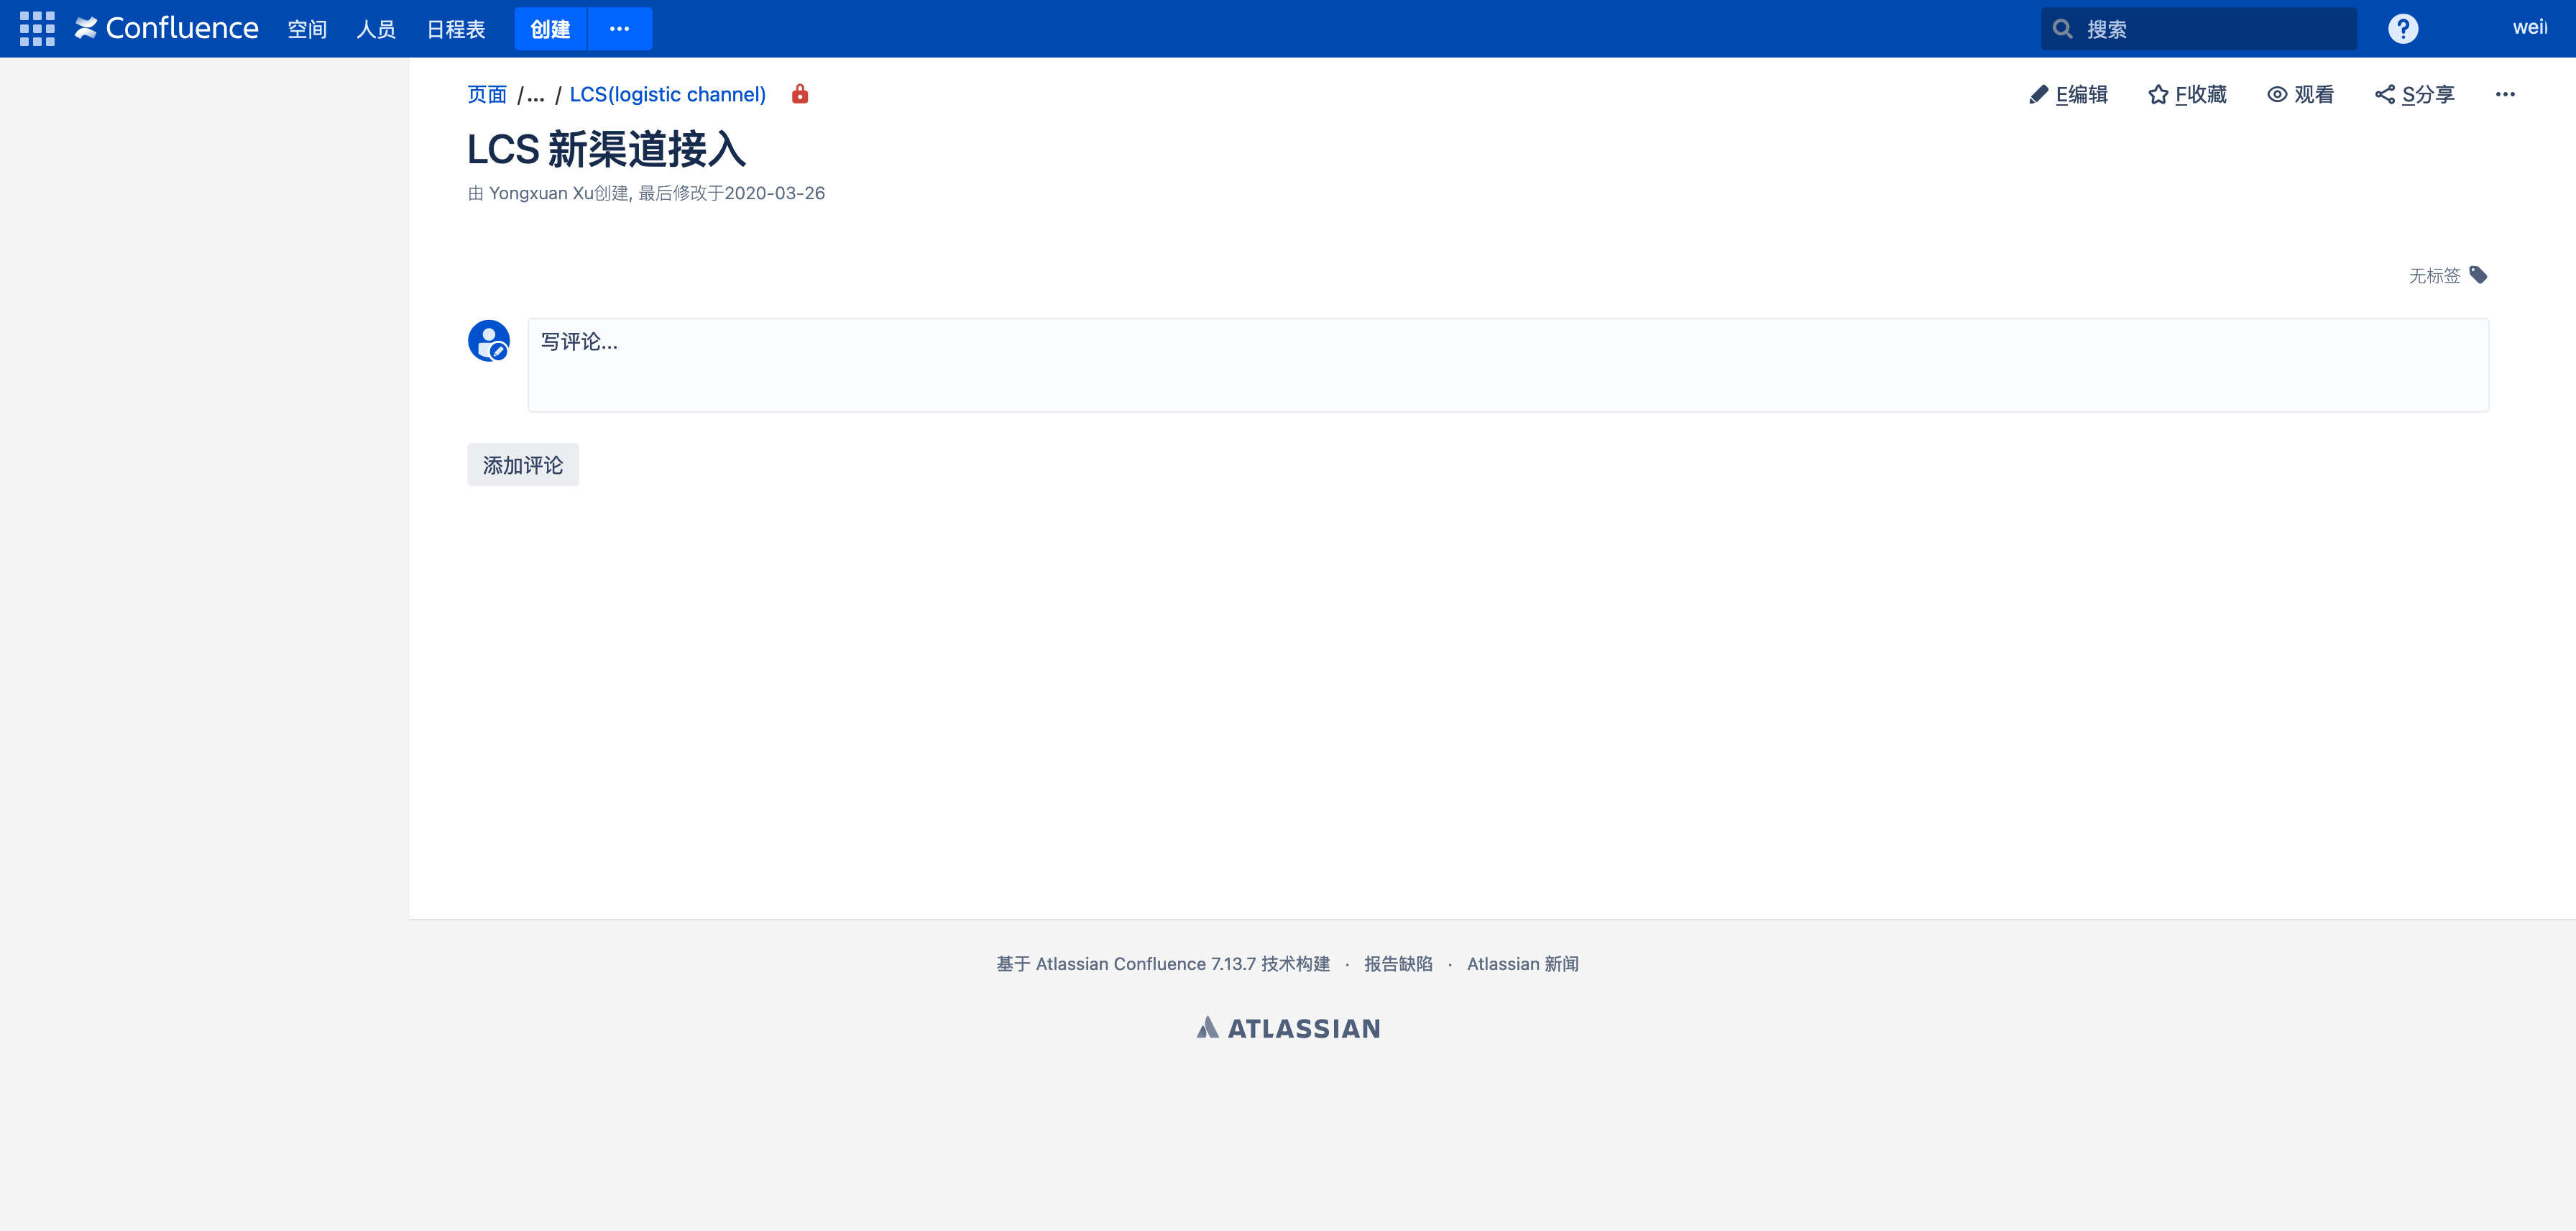 Confluence 空间 人员 日程表 创建 ··· 搜索 ?
页面 /... / LCS(logistic channel) E编辑 F收藏 观看 S分享 ···
LCS 新渠道接入
由 Yongxuan Xu创建, 最后修改于2020-03-26
无标签
写评论...
添加评论
基于 Atlassian Confluence 7.13.7 技术构建 · 报告缺陷 · Atlassian 新闻
ATLASSIAN